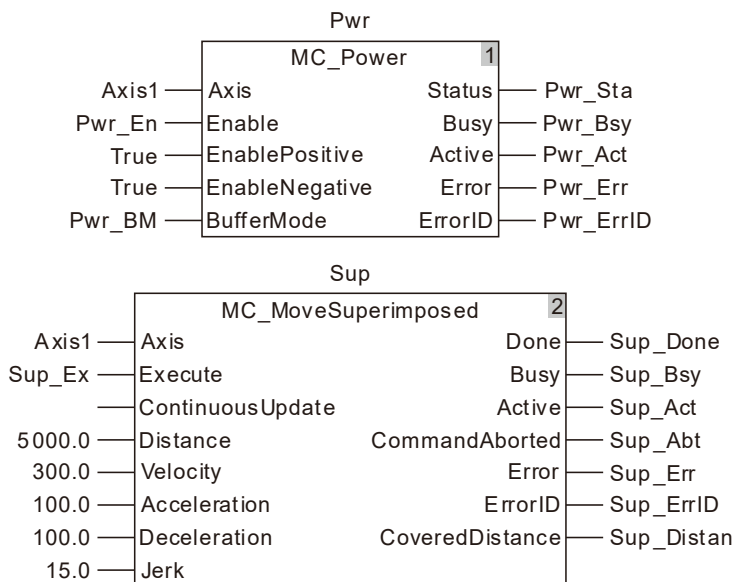 Pwr
MC_Power 1
Axis1 Axis Status Pwr_Sta
Pwr_En Enable Busy Pwr_Bsy
True EnablePositive Active Pwr_Act
True EnableNegative Error Pwr_Err
Pwr_BM BufferMode ErrorID Pwr_ErrID
Sup
MC_MoveSuperimposed 2
Axis1 Axis Done Sup_Done
Sup_Ex Execute Busy Sup_Bsy
ContinuousUpdate Active Sup_Act
5000.0 Distance CommandAborted Sup_Abt
300.0 Velocity Error Sup_Err
100.0 Acceleration ErrorID Sup_ErrID
100.0 Deceleration CoveredDistance Sup_Distan
15.0 Jerk